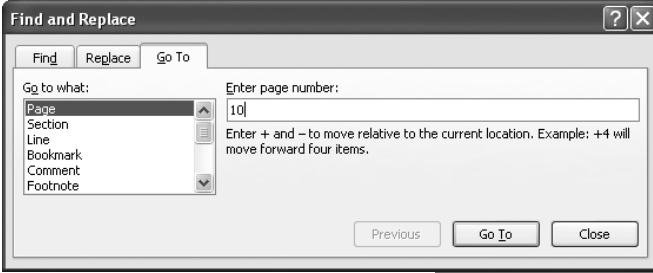 Find and Replace
Find Replace Go To
Go to what:
Page
Section
Line
Bookmark
Comment
Footnote
Enter page number:
10
Enter + and – to move relative to the current location. Example: +4 will
move forward four items.
Previous Go To Close